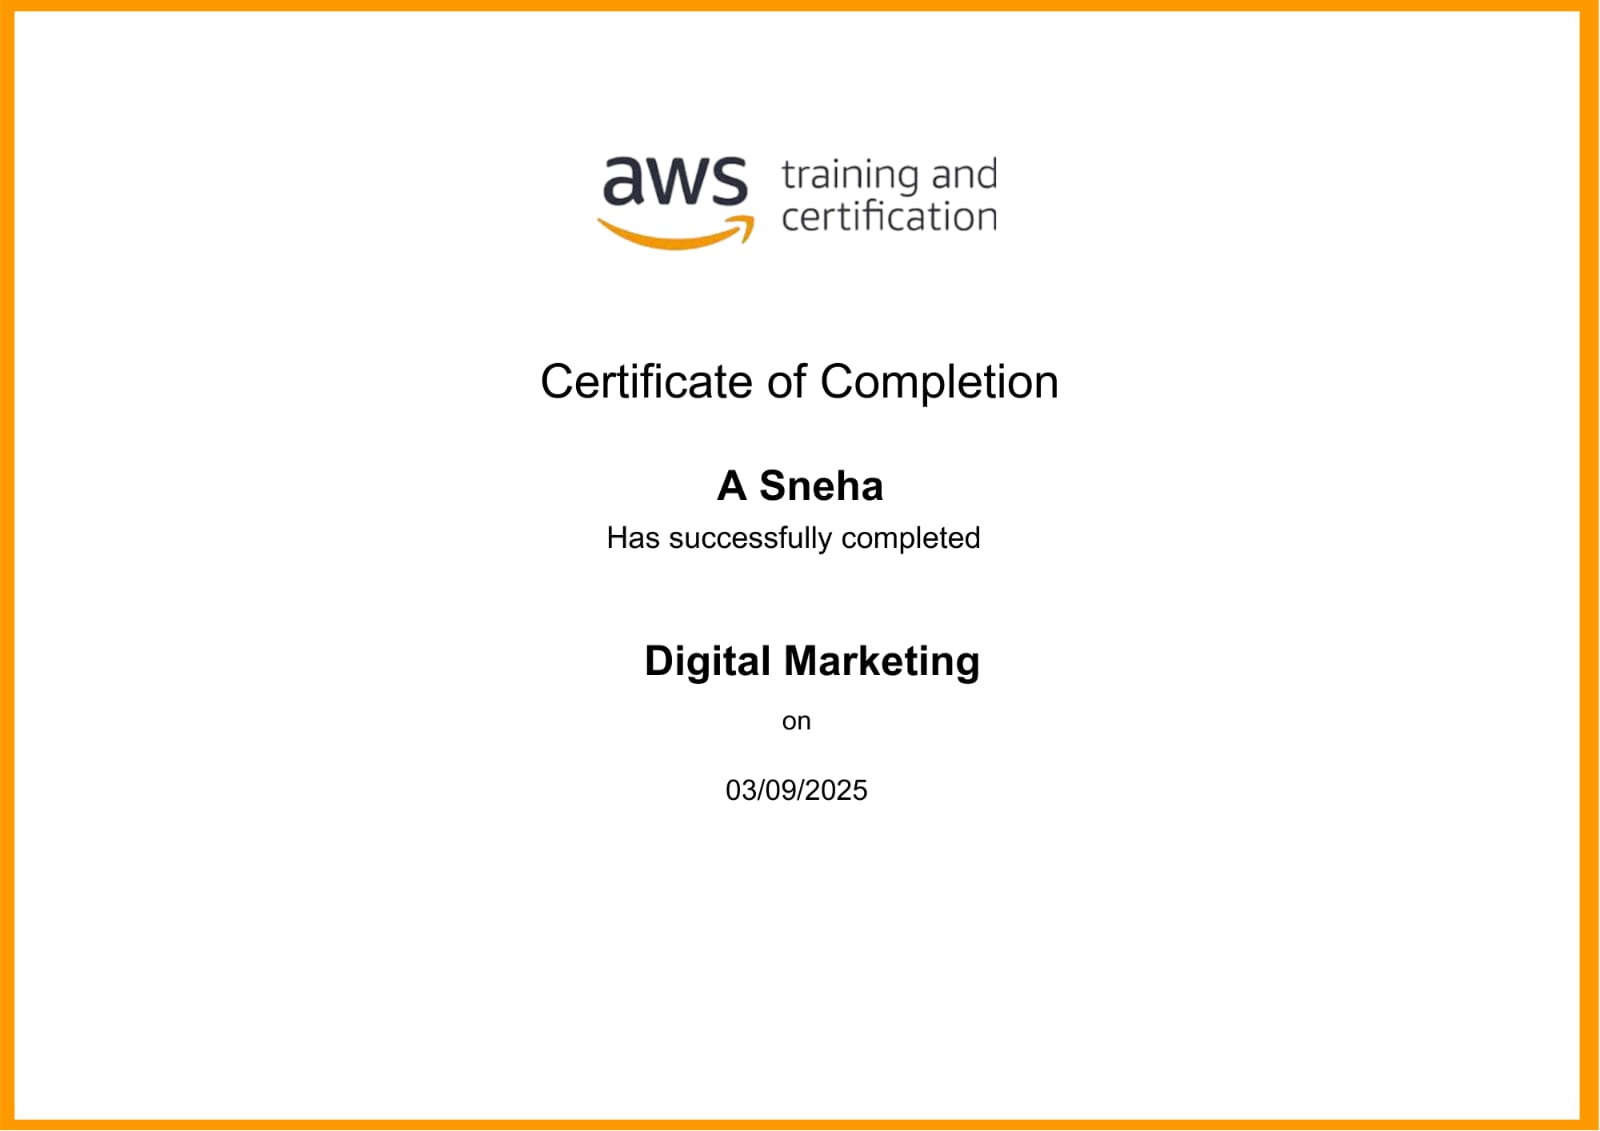 aws training and
certification
Certificate of Completion
A Sneha
Has successfully completed
Digital Marketing
on
03/09/2025